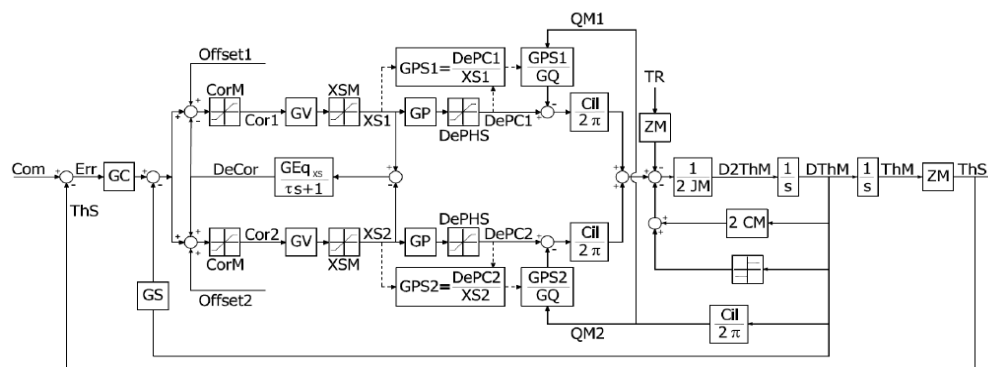 QM1
Offset1
GPS1=DePC1/XS1
GPS1/GQ
TR
CorM
XSM
Cor1
GV
XS1
GP
DePC1
Cil/2 π
DePHS
ZM
Com
Err
GC
DeCor
GEqXS/τs+1
1/2 JM
D2ThM
1/s
DThM
1/s
ThM
ZM
ThS
ThS
DePHS
2 CM
Cor2
GV
XS2
GP
DePC2
Cil/2 π
CorM
XSM
GPS2=DePC2/XS2
GPS2/GQ
GS
Offset2
QM2
Cil/2 π